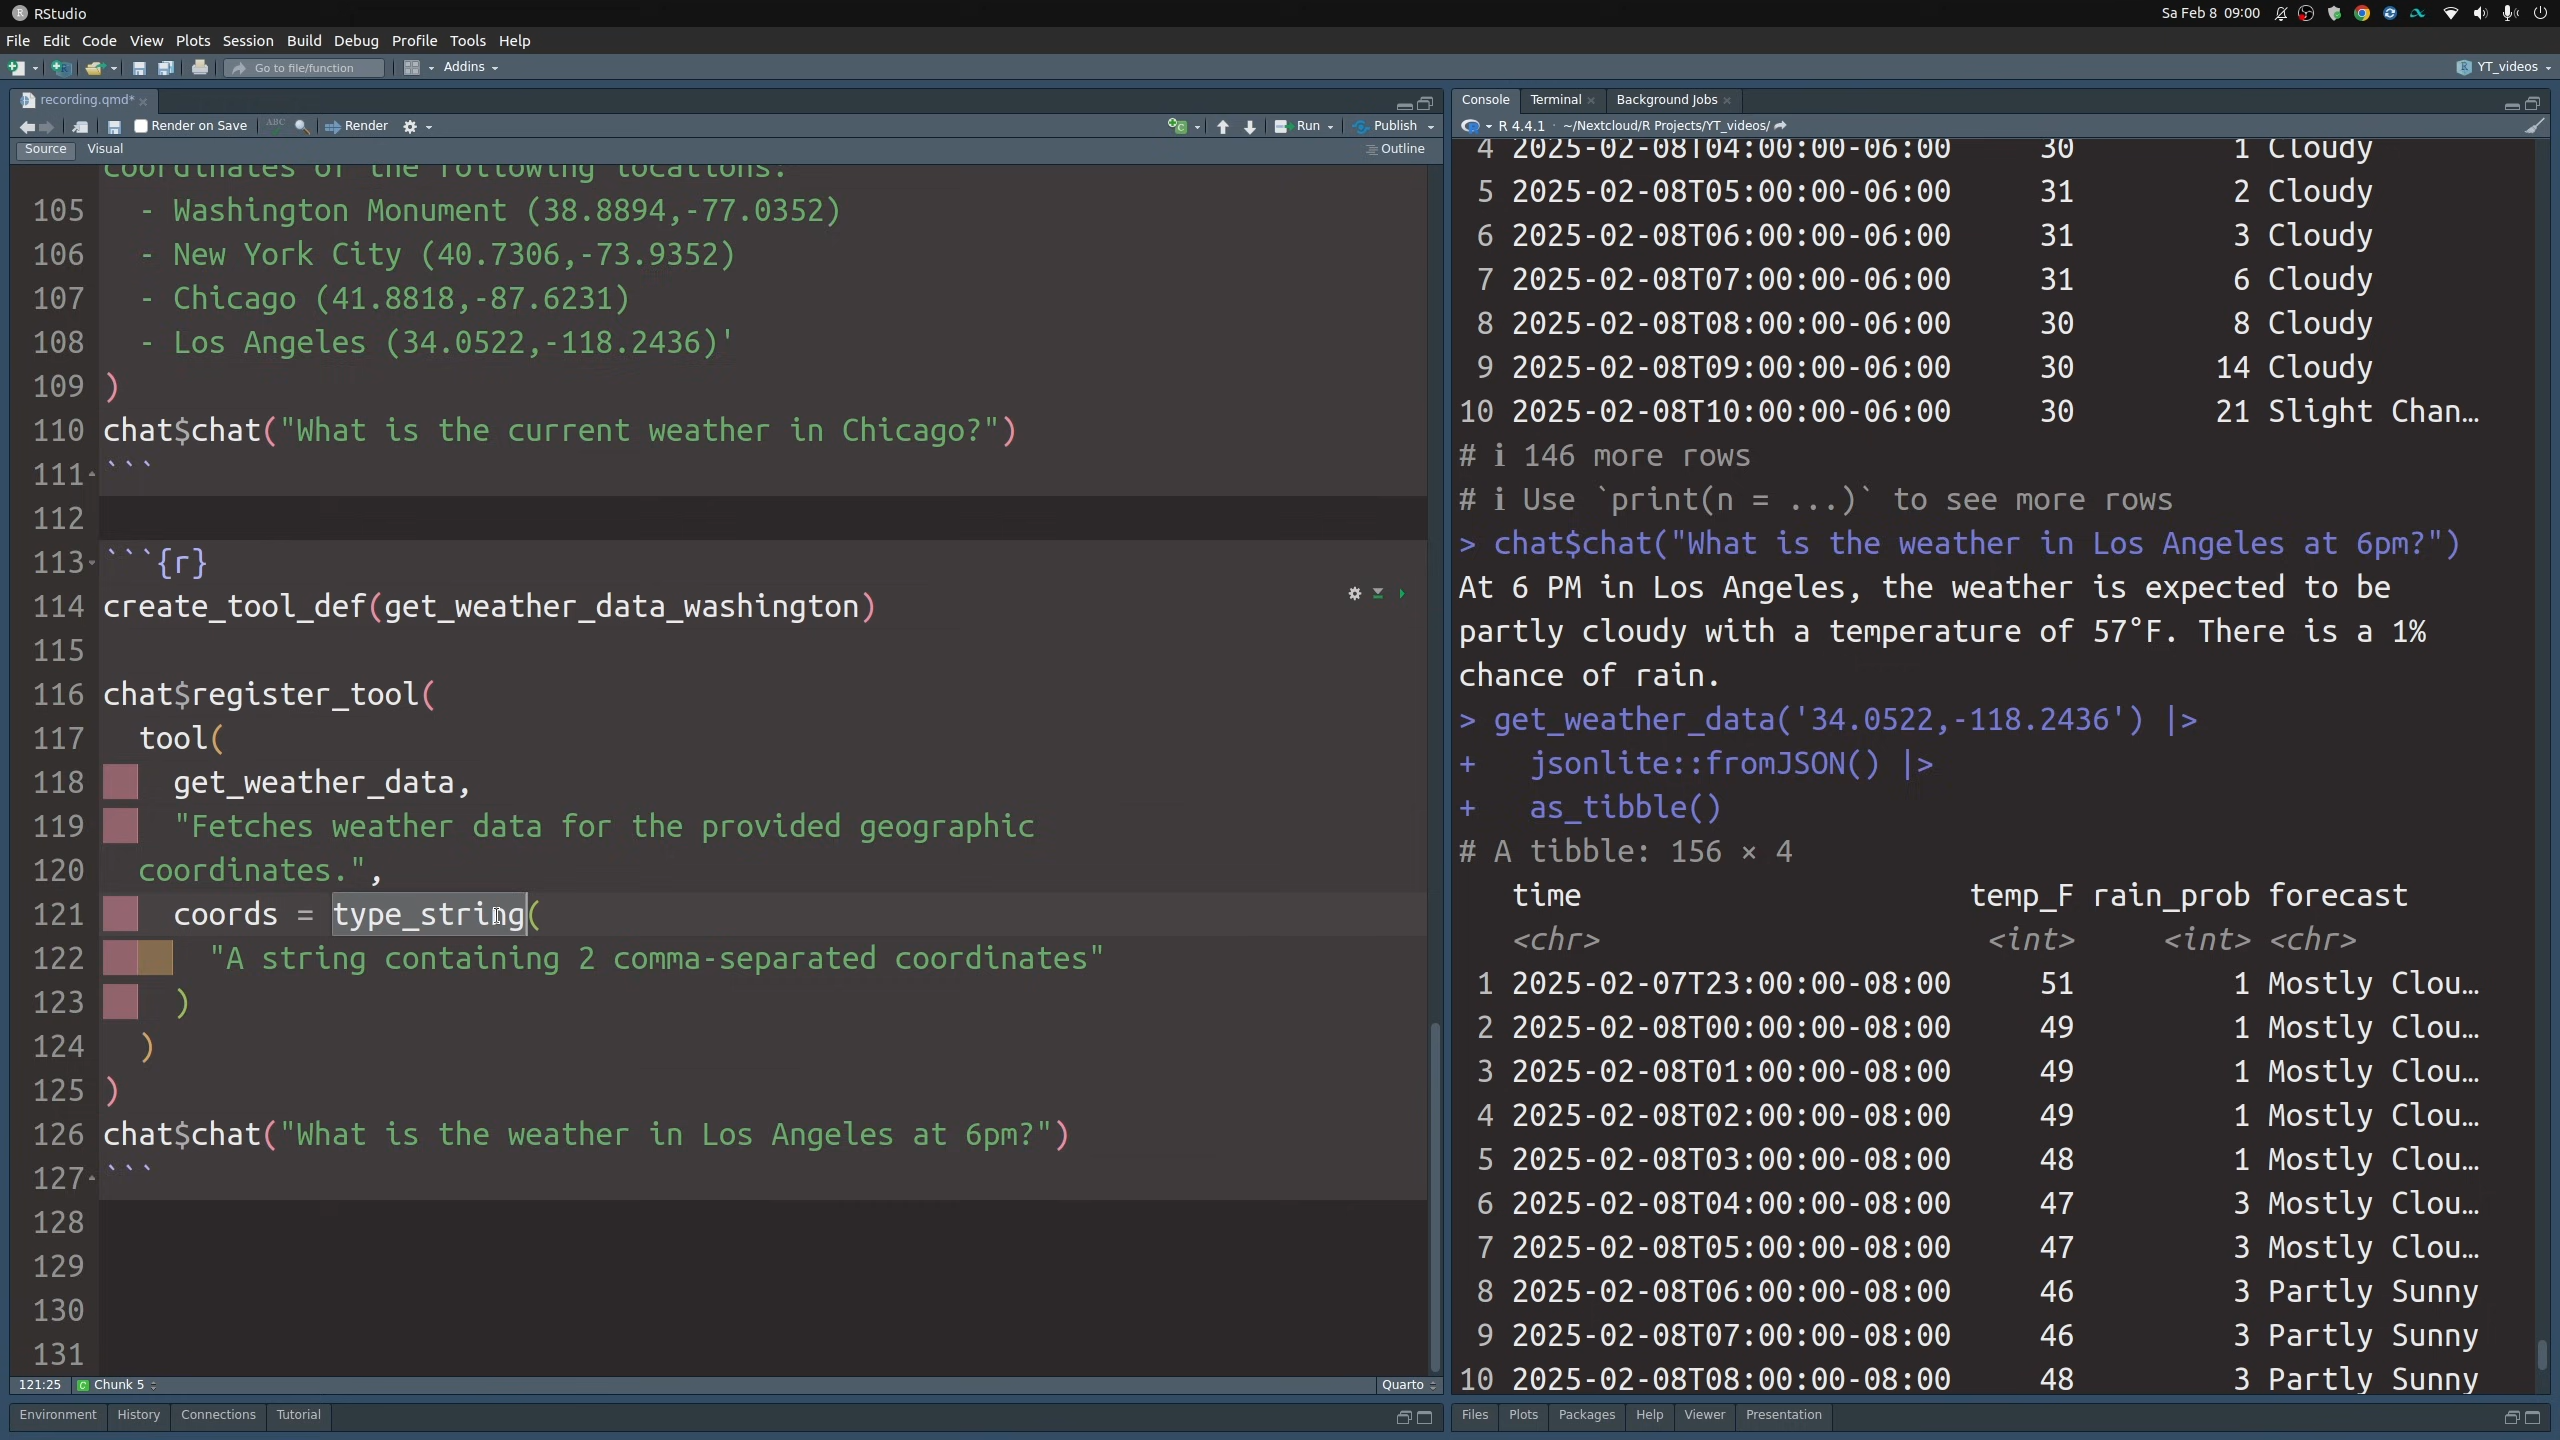 RStudio
Sa Feb 8 09:00
File Edit Code View Plots Session Build Debug Profile Tools Help
Go to file/function
Addins
YT_videos
recording.qmd*
Render on Save
ABC
Render
Run
Publish
Source
Visual
Outline
coordinates of the following locations:
105 - Washington Monument (38.8894,-77.0352)
106 - New York City (40.7306,-73.9352)
107 - Chicago (41.8818,-87.6231)
108 - Los Angeles (34.0522,-118.2436)'
109 )
110 chat$chat("What is the current weather in Chicago?")
111 ```
112
113 ```{r}
114 create_tool_def(get_weather_data_washington)
115
116 chat$register_tool(
117 tool(
118 get_weather_data,
119 "Fetches weather data for the provided geographic
120 coordinates.",
121 coords = type_string(
122 "A string containing 2 comma-separated coordinates"
123 )
124 )
125 )
126 chat$chat("What is the weather in Los Angeles at 6pm?")
127 ```
128
129
130
131
121:25 C Chunk 5
Quarto
Environment History Connections Tutorial
Console Terminal Background Jobs
R 4.4.1 · ~/Nextcloud/R Projects/YT_videos/
4 2025-02-08T04:00:00-06:00 30 1 Cloudy
5 2025-02-08T05:00:00-06:00 31 2 Cloudy
6 2025-02-08T06:00:00-06:00 31 3 Cloudy
7 2025-02-08T07:00:00-06:00 31 6 Cloudy
8 2025-02-08T08:00:00-06:00 30 8 Cloudy
9 2025-02-08T09:00:00-06:00 30 14 Cloudy
10 2025-02-08T10:00:00-06:00 30 21 Slight Chan…
# ℹ 146 more rows
# ℹ Use `print(n = ...)` to see more rows
> chat$chat("What is the weather in Los Angeles at 6pm?")
At 6 PM in Los Angeles, the weather is expected to be
partly cloudy with a temperature of 57°F. There is a 1%
chance of rain.
> get_weather_data('34.0522,-118.2436') |>
+ jsonlite::fromJSON() |>
+ as_tibble()
# A tibble: 156 × 4
time temp_F rain_prob forecast
<chr> <int> <int> <chr>
1 2025-02-07T23:00:00-08:00 51 1 Mostly Clou…
2 2025-02-08T00:00:00-08:00 49 1 Mostly Clou…
3 2025-02-08T01:00:00-08:00 49 1 Mostly Clou…
4 2025-02-08T02:00:00-08:00 49 1 Mostly Clou…
5 2025-02-08T03:00:00-08:00 48 1 Mostly Clou…
6 2025-02-08T04:00:00-08:00 47 3 Mostly Clou…
7 2025-02-08T05:00:00-08:00 47 3 Mostly Clou…
8 2025-02-08T06:00:00-08:00 46 3 Partly Sunny
9 2025-02-08T07:00:00-08:00 46 3 Partly Sunny
10 2025-02-08T08:00:00-08:00 48 3 Partly Sunny
Files Plots Packages Help Viewer Presentation